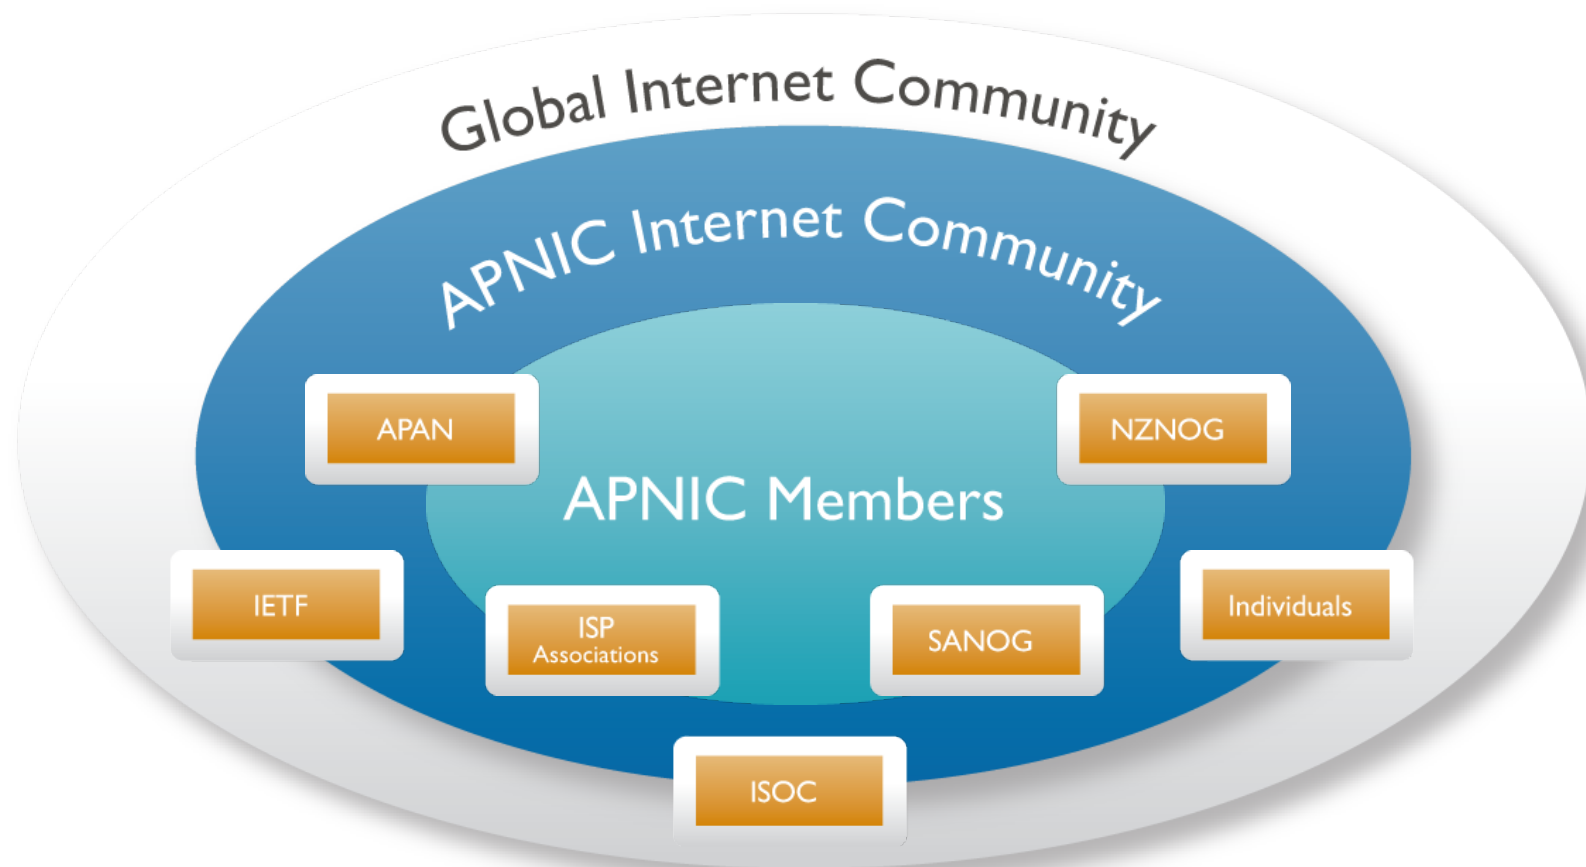 Global Internet Community
APNIC Internet Community
APAN
NZNOG
APNIC Members
IETF
ISP
Associations
SANOG
Individuals
ISOC